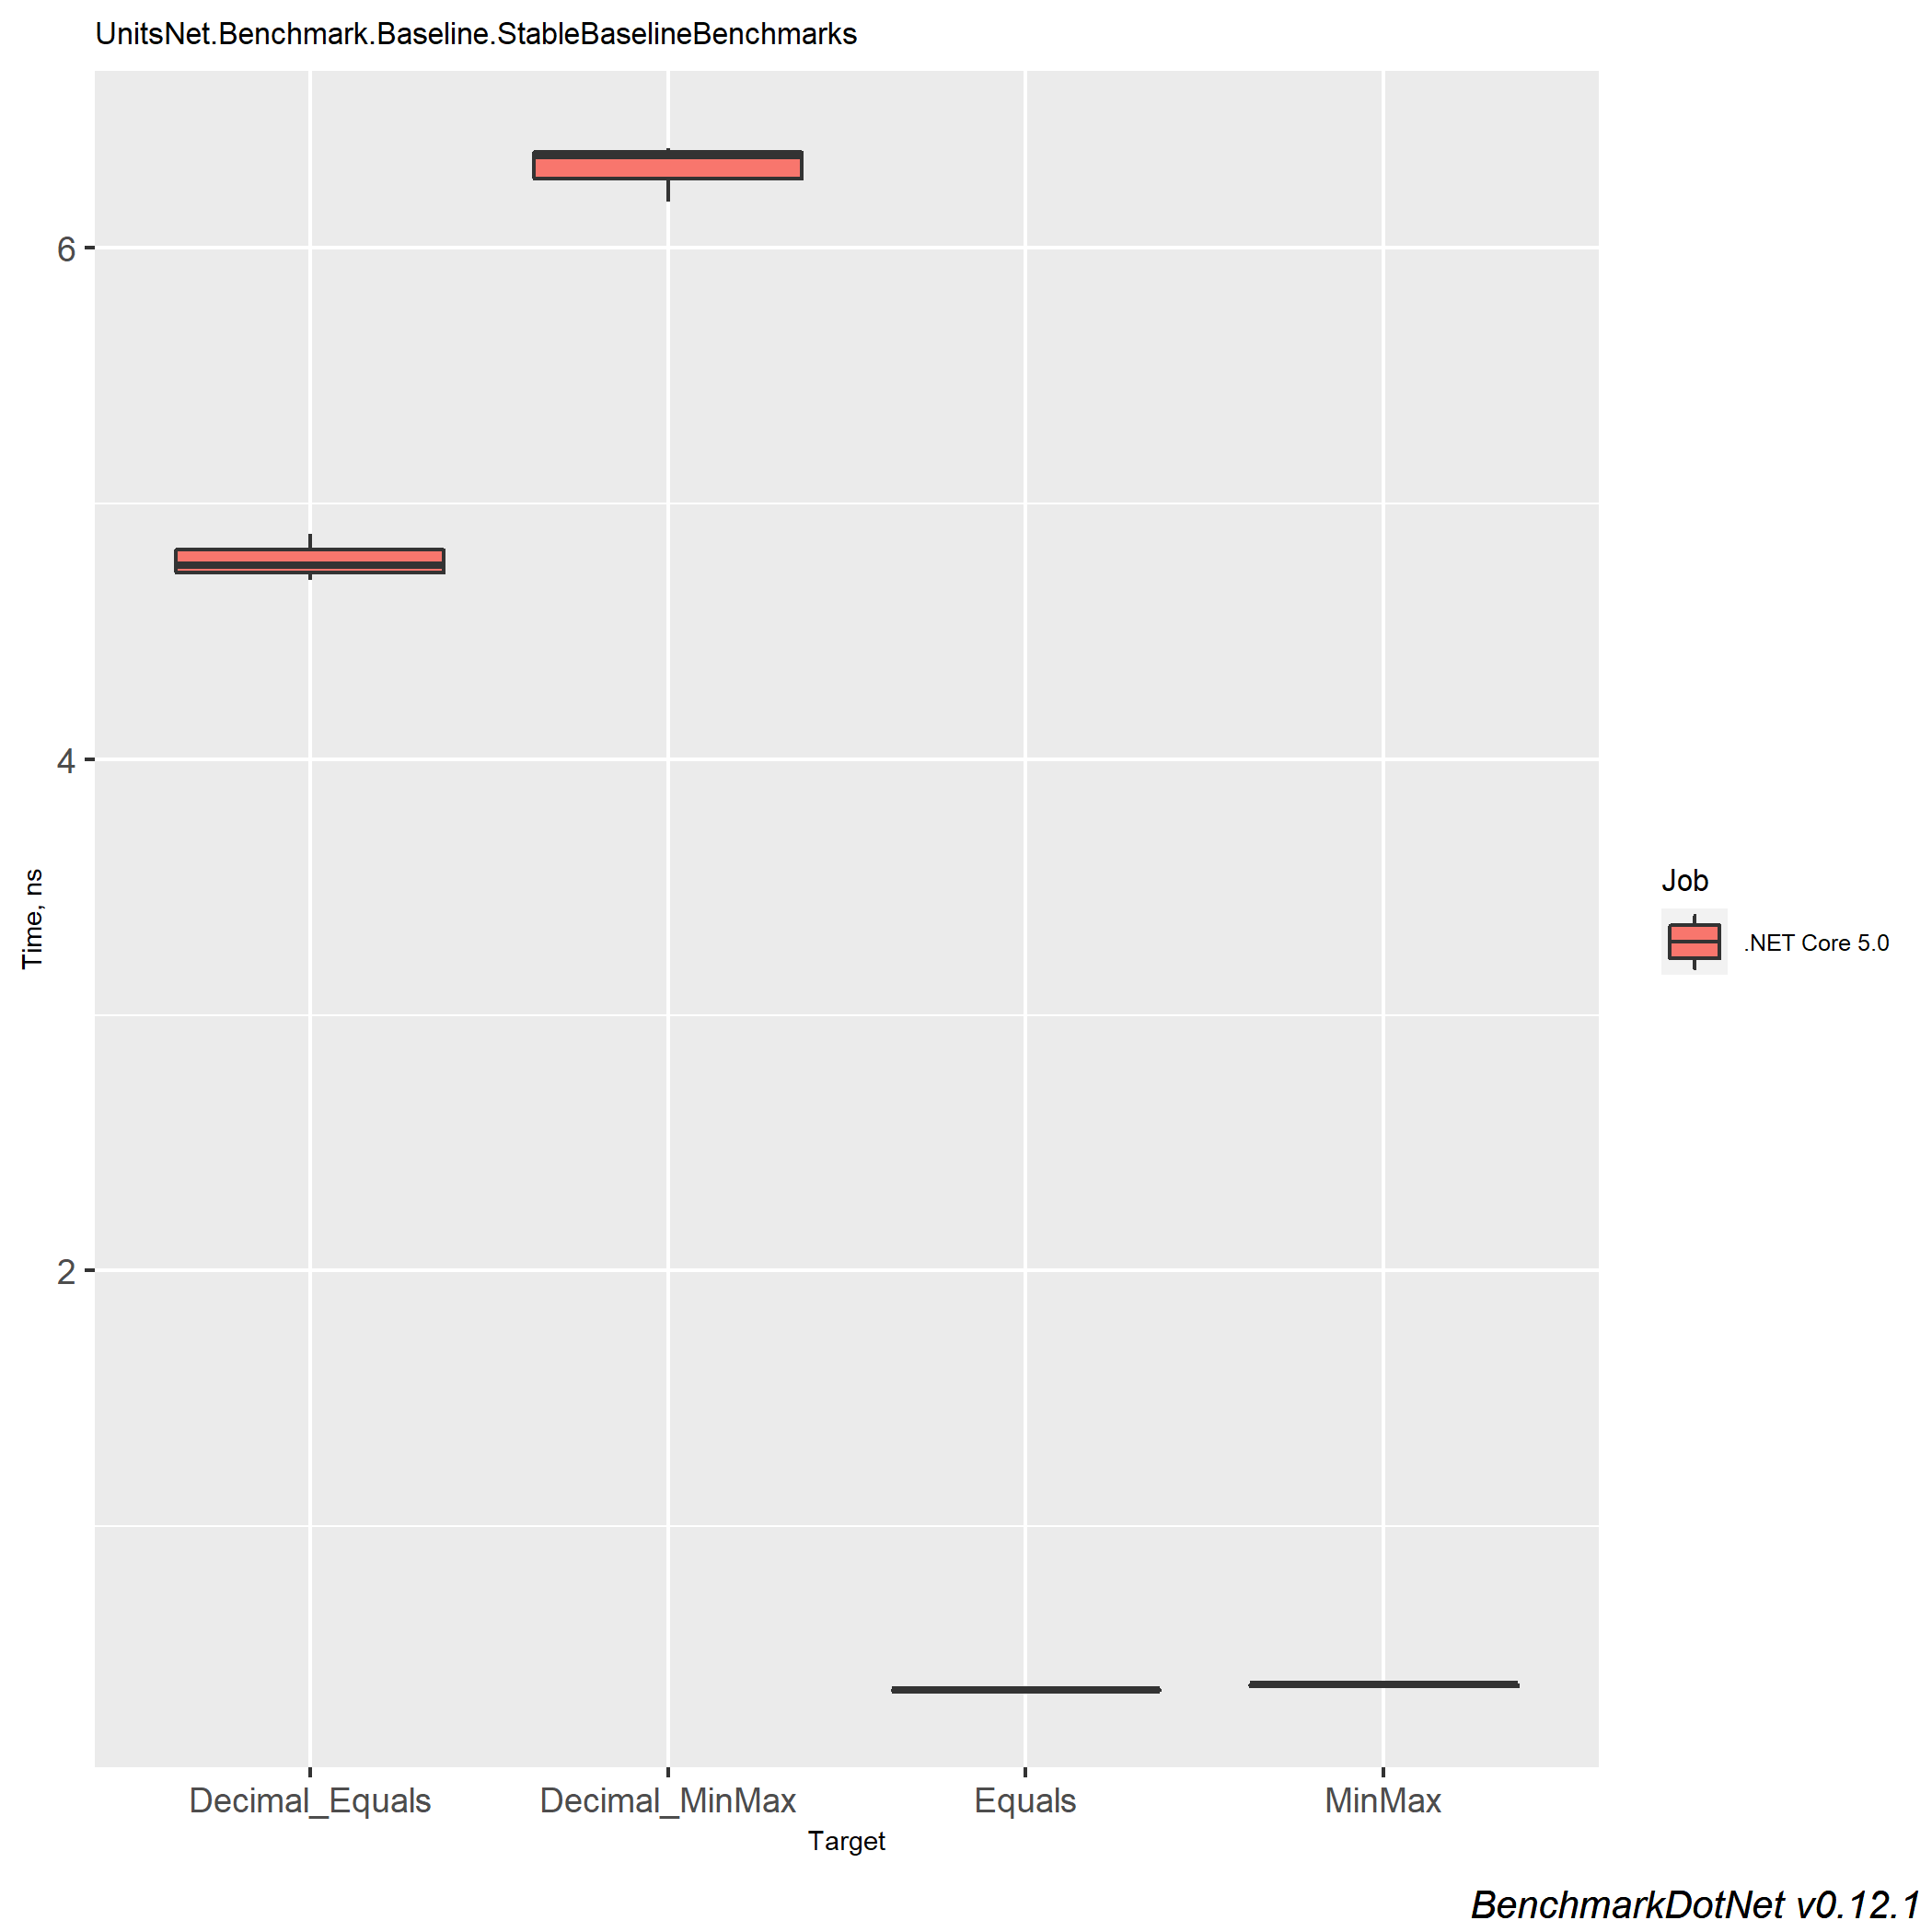 UnitsNet.Benchmark.Baseline.StableBaselineBenchmarks
6
4
2
Time, ns
Decimal_Equals Decimal_MinMax Equals MinMax
Target
Job
.NET Core 5.0
BenchmarkDotNet v0.12.1